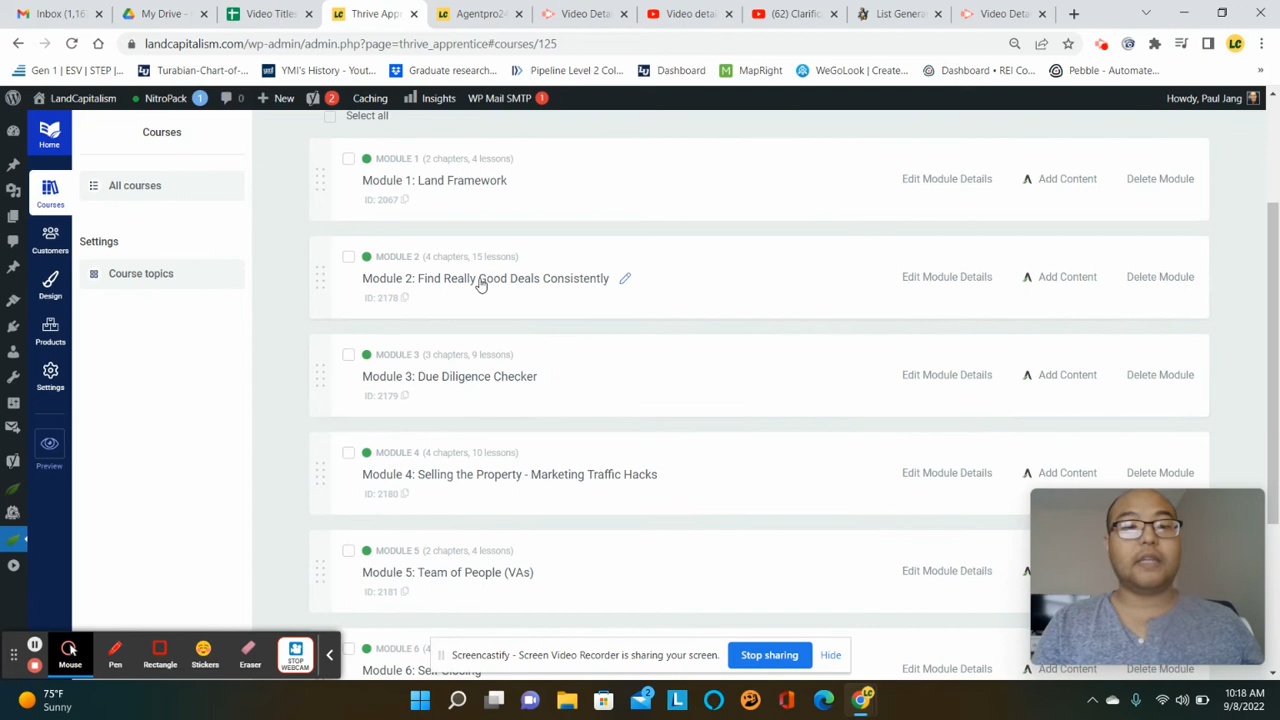 Inbox (1,16
My Drive -
Video Titles
Thrive Appr
Agentpro24
Video Deta
Video detai
(62) Clarific
List Genera
Video Deta
landcapitalism.com/wp-admin/admin.php?page=thrive_apprentice#courses/125
Gen 1 | ESV | STEP |...
Turabian-Chart-of-...
YMI's History - Yout...
Graduate research...
Pipeline Level 2 Col...
Dashboard
MapRight
WeGoLook | Create...
Dashboard • REI Co...
Pebble - Automate...
LandCapitalism
NitroPack 1
0
New
2
Caching
Insights
WP Mail SMTP 1
Howdy, Paul Jang
Home
Courses
Customers
Design
Products
Settings
Preview
Courses
All courses
Settings
Course topics
Select all
MODULE 1 (2 chapters, 4 lessons)
Module 1: Land Framework
ID: 2067
Edit Module Details
Add Content
Delete Module
MODULE 2 (4 chapters, 15 lessons)
Module 2: Find Really Good Deals Consistently
ID: 2178
Edit Module Details
Add Content
Delete Module
MODULE 3 (3 chapters, 9 lessons)
Module 3: Due Diligence Checker
ID: 2179
Edit Module Details
Add Content
Delete Module
MODULE 4 (4 chapters, 10 lessons)
Module 4: Selling the Property - Marketing Traffic Hacks
ID: 2180
Edit Module Details
Add Content
Delete Module
MODULE 5 (2 chapters, 4 lessons)
Module 5: Team of People (VAs)
ID: 2181
Edit Module Details
MODULE 6 (4
Module 6:
Edit Module Details
Mouse
Pen
Rectangle
Stickers
Eraser
STOP WEBCAM
Screencastify - Screen Video Recorder is sharing your screen.
Stop sharing
Hide
75°F
Sunny
2
10:18 AM
9/8/2022